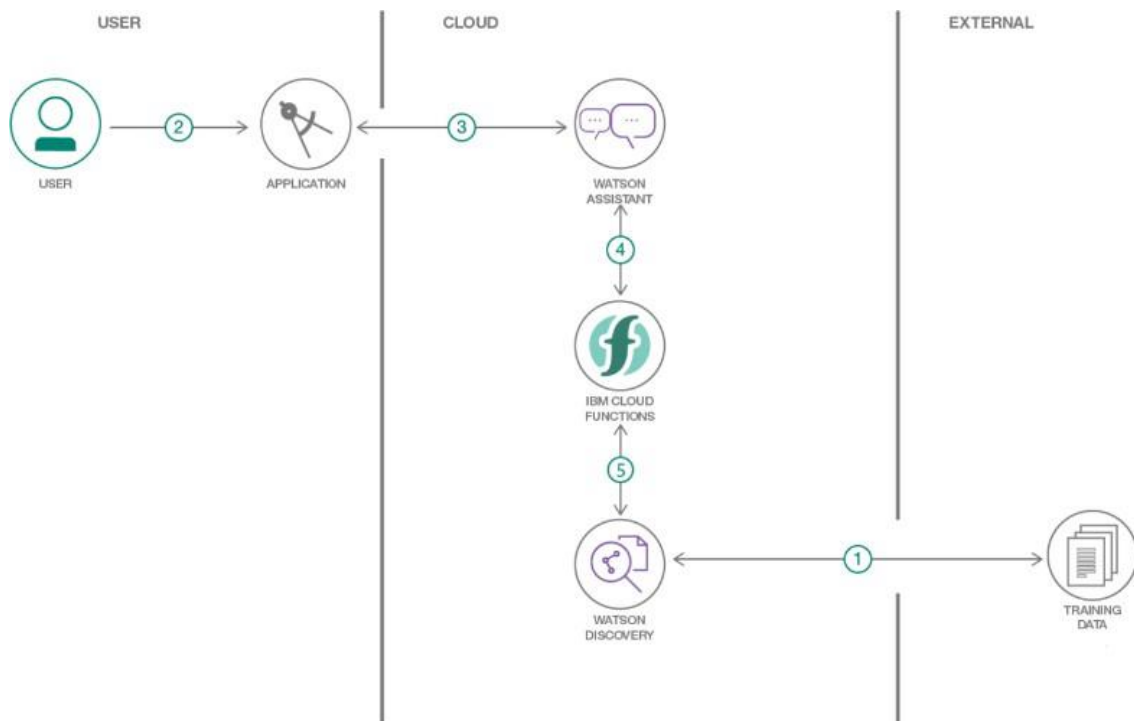 USER
CLOUD
EXTERNAL
2
3
USER
APPLICATION
WATSON
ASSISTANT
4
IBM CLOUD
FUNCTIONS
5
1
WATSON
DISCOVERY
TRAINING
DATA